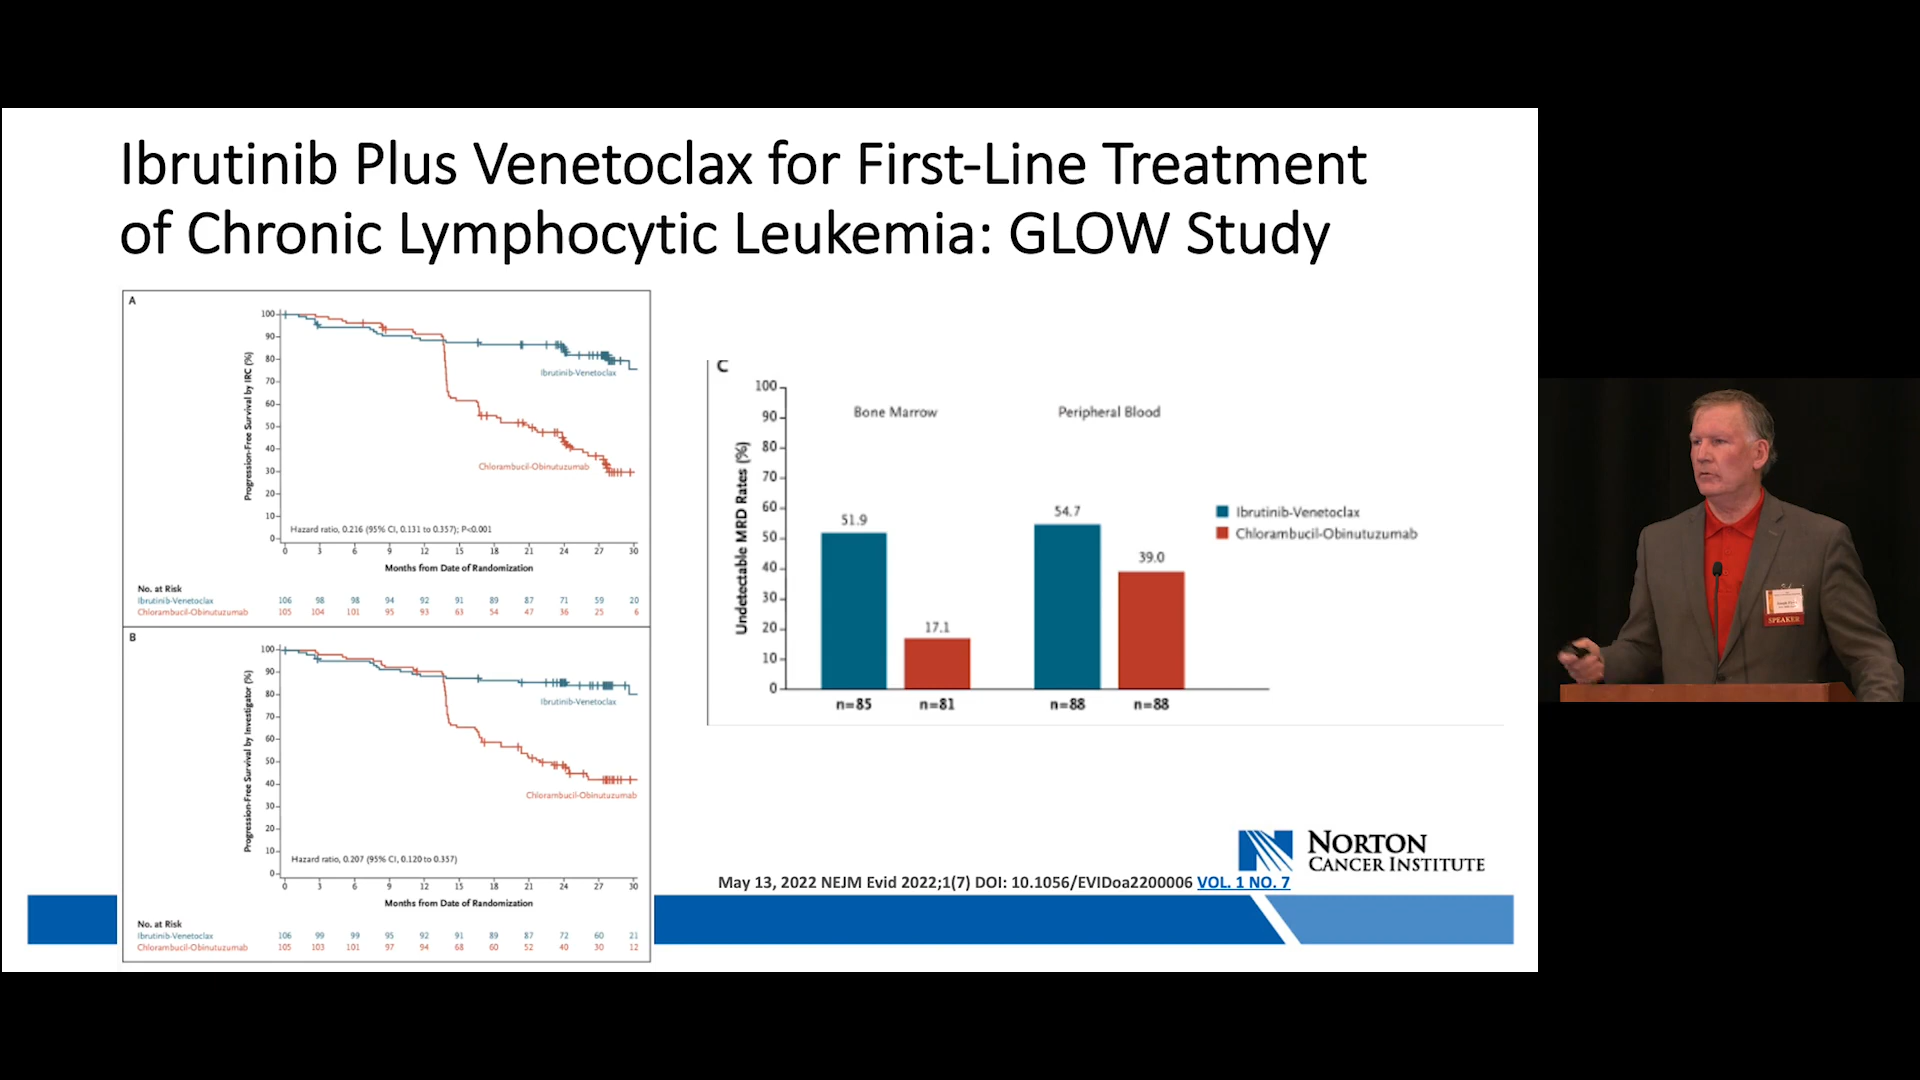 Ibrutinib Plus Venetoclax for First-Line Treatment
of Chronic Lymphocytic Leukemia: GLOW Study
A
Progression-Free Survival by IRC (%)
100
90
80
70
60
50
40
30
20
10
0
Ibrutinib-Venetoclax
Chlorambucil-Obinutuzumab
Hazard ratio, 0.216 (95% CI, 0.131 to 0.357); P<0.001
0 3 6 9 12 15 18 21 24 27 30
Months from Date of Randomization
No. at Risk
Ibrutinib-Venetoclax 106 98 98 94 92 91 89 87 71 59 20
Chlorambucil-Obinutuzumab 105 104 101 95 93 63 54 47 36 25 6
B
Progression-Free Survival by Investigator (%)
100
90
80
70
60
50
40
30
20
10
0
Ibrutinib-Venetoclax
Chlorambucil-Obinutuzumab
Hazard ratio, 0.207 (95% CI, 0.120 to 0.357)
0 3 6 9 12 15 18 21 24 27 30
Months from Date of Randomization
No. at Risk
Ibrutinib-Venetoclax 106 99 99 95 92 91 89 87 72 60 21
Chlorambucil-Obinutuzumab 105 103 101 97 94 68 60 52 40 30 12
C
Undetectable MRD Rates (%)
100
90
80
70
60
50
40
30
20
10
0
Bone Marrow Peripheral Blood
51.9
17.1
54.7
39.0
n=85 n=81 n=88 n=88
Ibrutinib-Venetoclax
Chlorambucil-Obinutuzumab
NORTON
CANCER INSTITUTE
May 13, 2022 NEJM Evid 2022;1(7) DOI: 10.1056/EVIDoa2200006 VOL. 1 NO. 7
SPEAKER